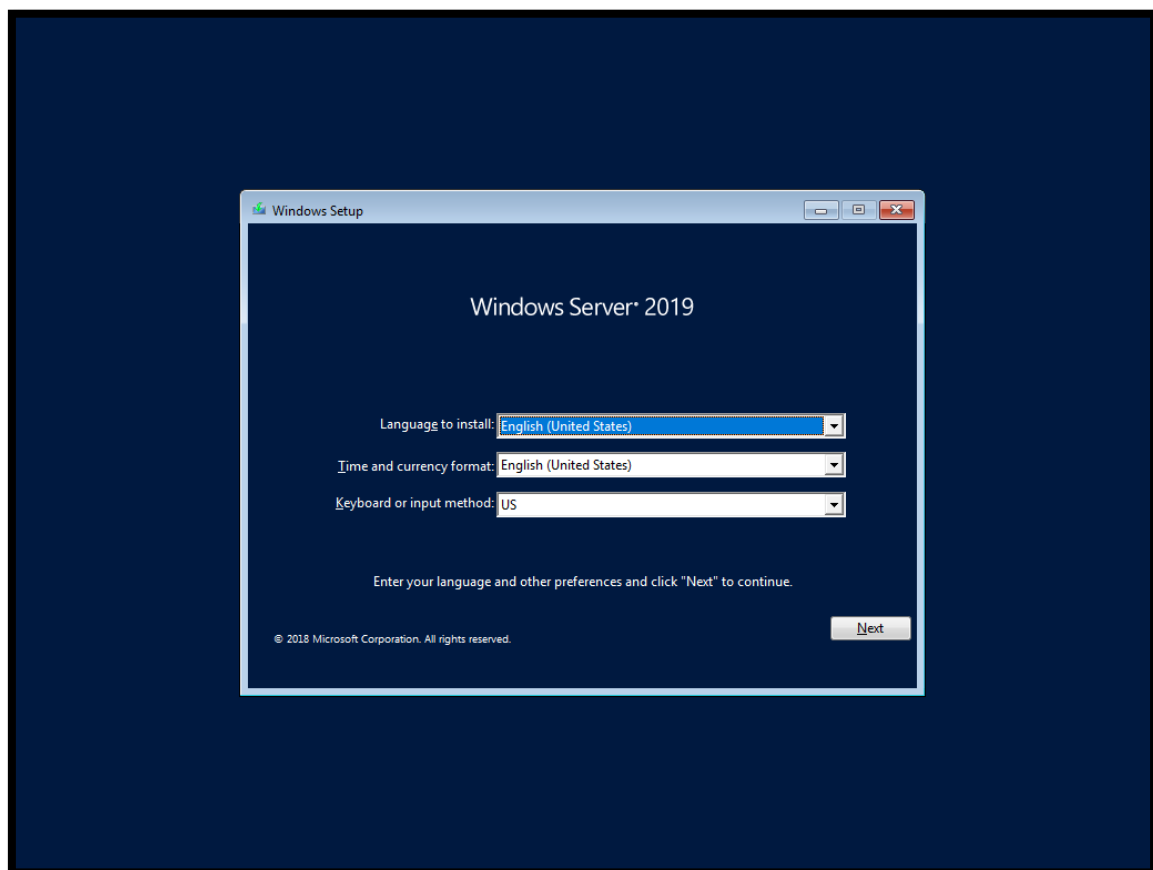 Windows Setup
Windows Server® 2019
Language to install: English (United States)
Time and currency format: English (United States)
Keyboard or input method: US
Enter your language and other preferences and click "Next" to continue.
© 2018 Microsoft Corporation. All rights reserved.
Next